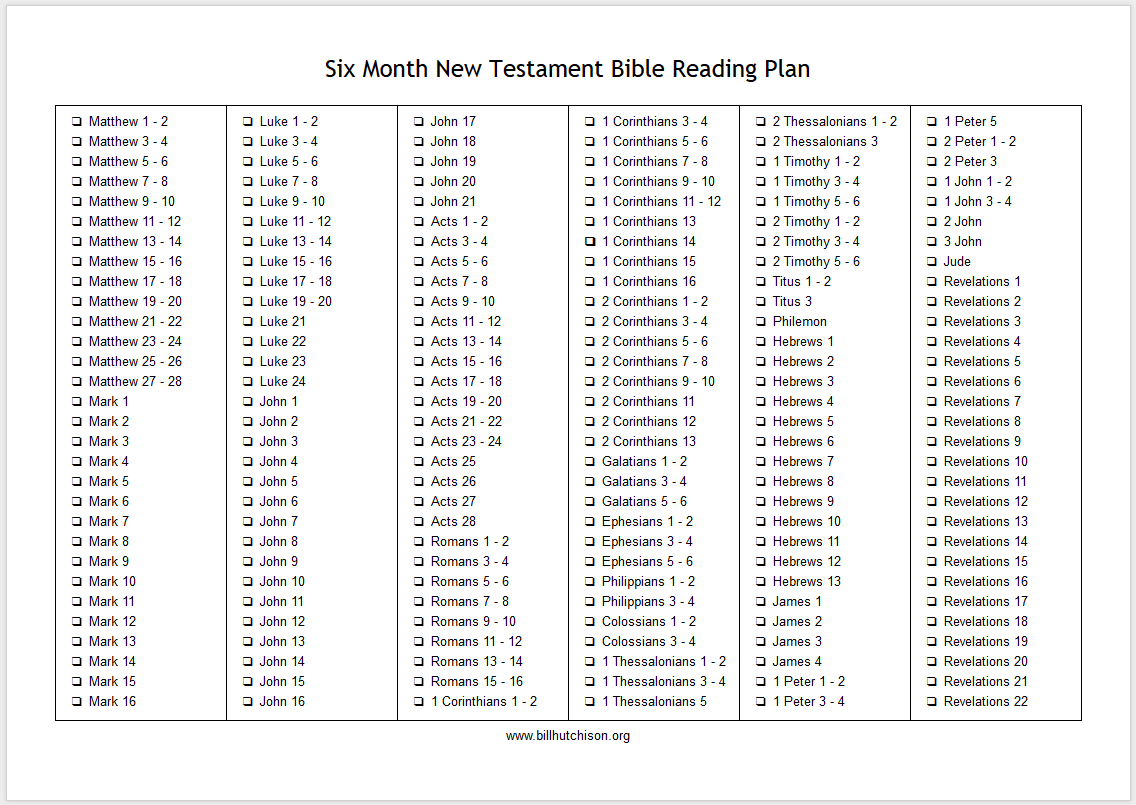 Six Month New Testament Bible Reading Plan
❑ Matthew 1 - 2
❑ Matthew 3 - 4
❑ Matthew 5 - 6
❑ Matthew 7 - 8
❑ Matthew 9 - 10
❑ Matthew 11 - 12
❑ Matthew 13 - 14
❑ Matthew 15 - 16
❑ Matthew 17 - 18
❑ Matthew 19 - 20
❑ Matthew 21 - 22
❑ Matthew 23 - 24
❑ Matthew 25 - 26
❑ Matthew 27 - 28
❑ Mark 1
❑ Mark 2
❑ Mark 3
❑ Mark 4
❑ Mark 5
❑ Mark 6
❑ Mark 7
❑ Mark 8
❑ Mark 9
❑ Mark 10
❑ Mark 11
❑ Mark 12
❑ Mark 13
❑ Mark 14
❑ Mark 15
❑ Mark 16
❑ Luke 1 - 2
❑ Luke 3 - 4
❑ Luke 5 - 6
❑ Luke 7 - 8
❑ Luke 9 - 10
❑ Luke 11 - 12
❑ Luke 13 - 14
❑ Luke 15 - 16
❑ Luke 17 - 18
❑ Luke 19 - 20
❑ Luke 21
❑ Luke 22
❑ Luke 23
❑ Luke 24
❑ John 1
❑ John 2
❑ John 3
❑ John 4
❑ John 5
❑ John 6
❑ John 7
❑ John 8
❑ John 9
❑ John 10
❑ John 11
❑ John 12
❑ John 13
❑ John 14
❑ John 15
❑ John 16
❑ John 17
❑ John 18
❑ John 19
❑ John 20
❑ John 21
❑ Acts 1 - 2
❑ Acts 3 - 4
❑ Acts 5 - 6
❑ Acts 7 - 8
❑ Acts 9 - 10
❑ Acts 11 - 12
❑ Acts 13 - 14
❑ Acts 15 - 16
❑ Acts 17 - 18
❑ Acts 19 - 20
❑ Acts 21 - 22
❑ Acts 23 - 24
❑ Acts 25
❑ Acts 26
❑ Acts 27
❑ Acts 28
❑ Romans 1 - 2
❑ Romans 3 - 4
❑ Romans 5 - 6
❑ Romans 7 - 8
❑ Romans 9 - 10
❑ Romans 11 - 12
❑ Romans 13 - 14
❑ Romans 15 - 16
❑ 1 Corinthians 1 - 2
❑ 1 Corinthians 3 - 4
❑ 1 Corinthians 5 - 6
❑ 1 Corinthians 7 - 8
❑ 1 Corinthians 9 - 10
❑ 1 Corinthians 11 - 12
❑ 1 Corinthians 13
❑ 1 Corinthians 14
❑ 1 Corinthians 15
❑ 1 Corinthians 16
❑ 2 Corinthians 1 - 2
❑ 2 Corinthians 3 - 4
❑ 2 Corinthians 5 - 6
❑ 2 Corinthians 7 - 8
❑ 2 Corinthians 9 - 10
❑ 2 Corinthians 11
❑ 2 Corinthians 12
❑ 2 Corinthians 13
❑ Galatians 1 - 2
❑ Galatians 3 - 4
❑ Galatians 5 - 6
❑ Ephesians 1 - 2
❑ Ephesians 3 - 4
❑ Ephesians 5 - 6
❑ Philippians 1 - 2
❑ Philippians 3 - 4
❑ Colossians 1 - 2
❑ Colossians 3 - 4
❑ 1 Thessalonians 1 - 2
❑ 1 Thessalonians 3 - 4
❑ 1 Thessalonians 5
❑ 2 Thessalonians 1 - 2
❑ 2 Thessalonians 3
❑ 1 Timothy 1 - 2
❑ 1 Timothy 3 - 4
❑ 1 Timothy 5 - 6
❑ 2 Timothy 1 - 2
❑ 2 Timothy 3 - 4
❑ 2 Timothy 5 - 6
❑ Titus 1 - 2
❑ Titus 3
❑ Philemon
❑ Hebrews 1
❑ Hebrews 2
❑ Hebrews 3
❑ Hebrews 4
❑ Hebrews 5
❑ Hebrews 6
❑ Hebrews 7
❑ Hebrews 8
❑ Hebrews 9
❑ Hebrews 10
❑ Hebrews 11
❑ Hebrews 12
❑ Hebrews 13
❑ James 1
❑ James 2
❑ James 3
❑ James 4
❑ 1 Peter 1 - 2
❑ 1 Peter 3 - 4
❑ 1 Peter 5
❑ 2 Peter 1 - 2
❑ 2 Peter 3
❑ 1 John 1 - 2
❑ 1 John 3 - 4
❑ 2 John
❑ 3 John
❑ Jude
❑ Revelations 1
❑ Revelations 2
❑ Revelations 3
❑ Revelations 4
❑ Revelations 5
❑ Revelations 6
❑ Revelations 7
❑ Revelations 8
❑ Revelations 9
❑ Revelations 10
❑ Revelations 11
❑ Revelations 12
❑ Revelations 13
❑ Revelations 14
❑ Revelations 15
❑ Revelations 16
❑ Revelations 17
❑ Revelations 18
❑ Revelations 19
❑ Revelations 20
❑ Revelations 21
❑ Revelations 22
www.billhutchison.org